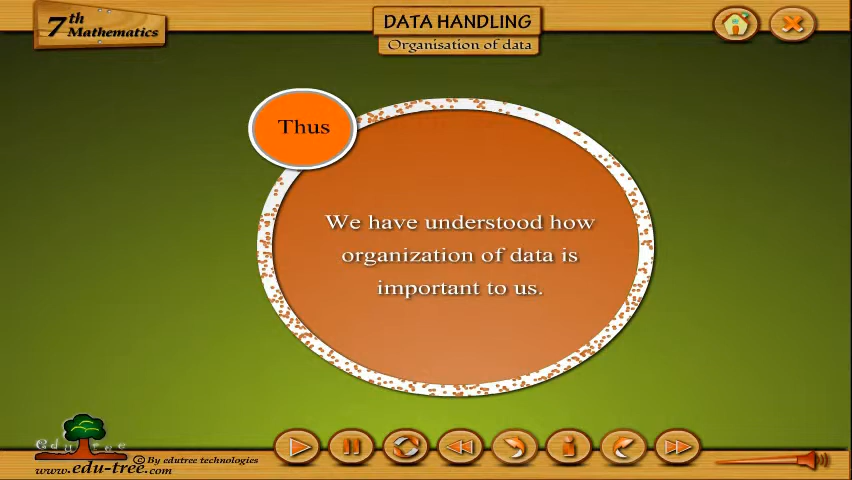 7th
Mathematics
DATA HANDLING
Organisation of data
Thus
We have understood how
organization of data is
important to us.
Edutree
© By edutree technologies
www.edu-tree.com